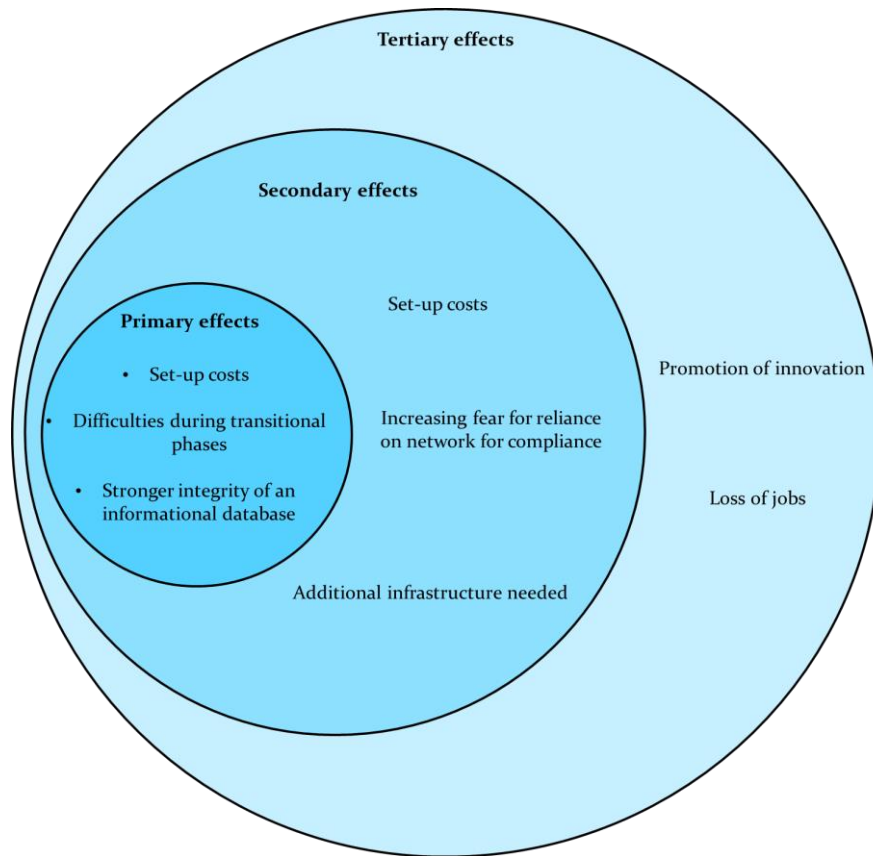 Tertiary effects
Secondary effects
Set-up costs
Primary effects
• Set-up costs
• Difficulties during transitional
phases
• Stronger integrity of an
informational database
Increasing fear for reliance
on network for compliance
Additional infrastructure needed
Promotion of innovation
Loss of jobs